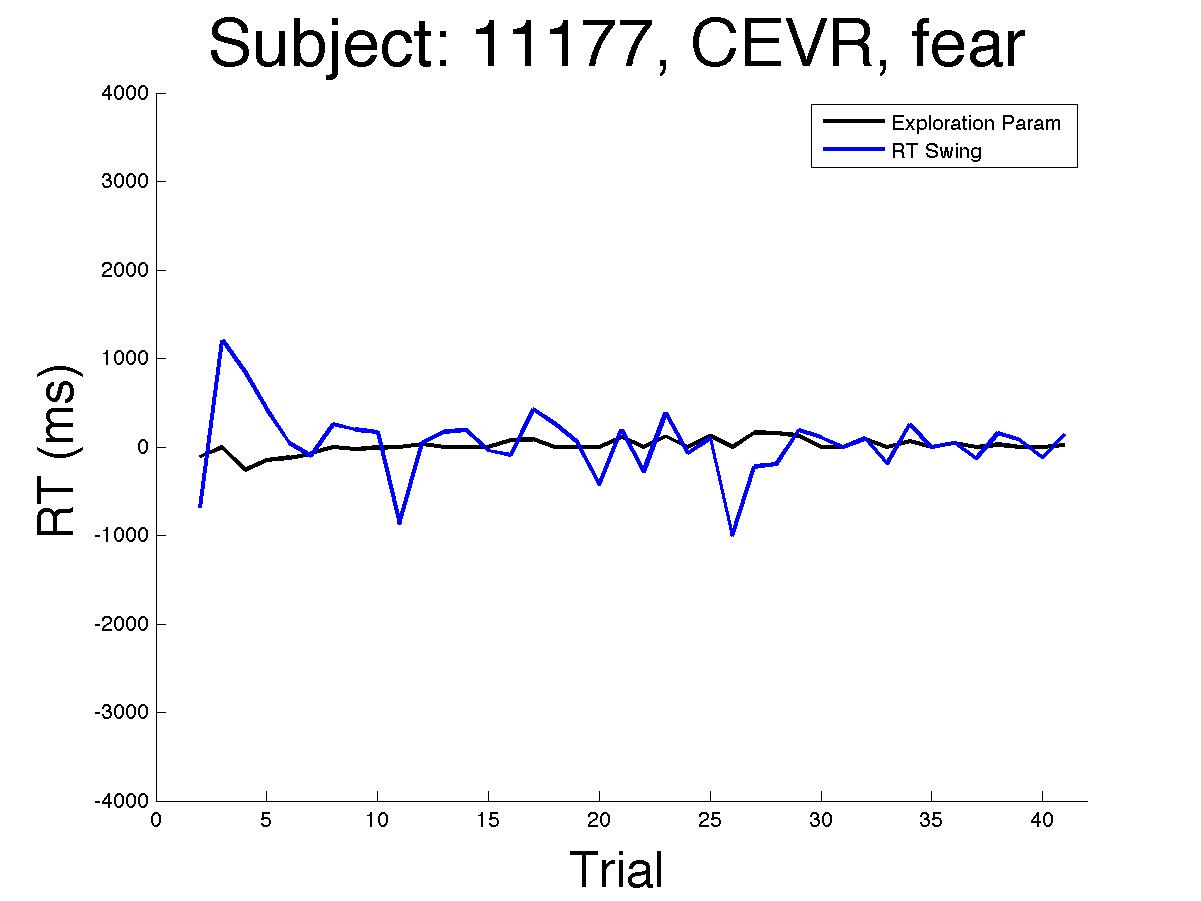 Subject: 11177, CEVR, fear
4000
3000
2000
1000
0
-1000
-2000
-3000
-4000
RT (ms)
Exploration Param
RT Swing
0 5 10 15 20 25 30 35 40
Trial